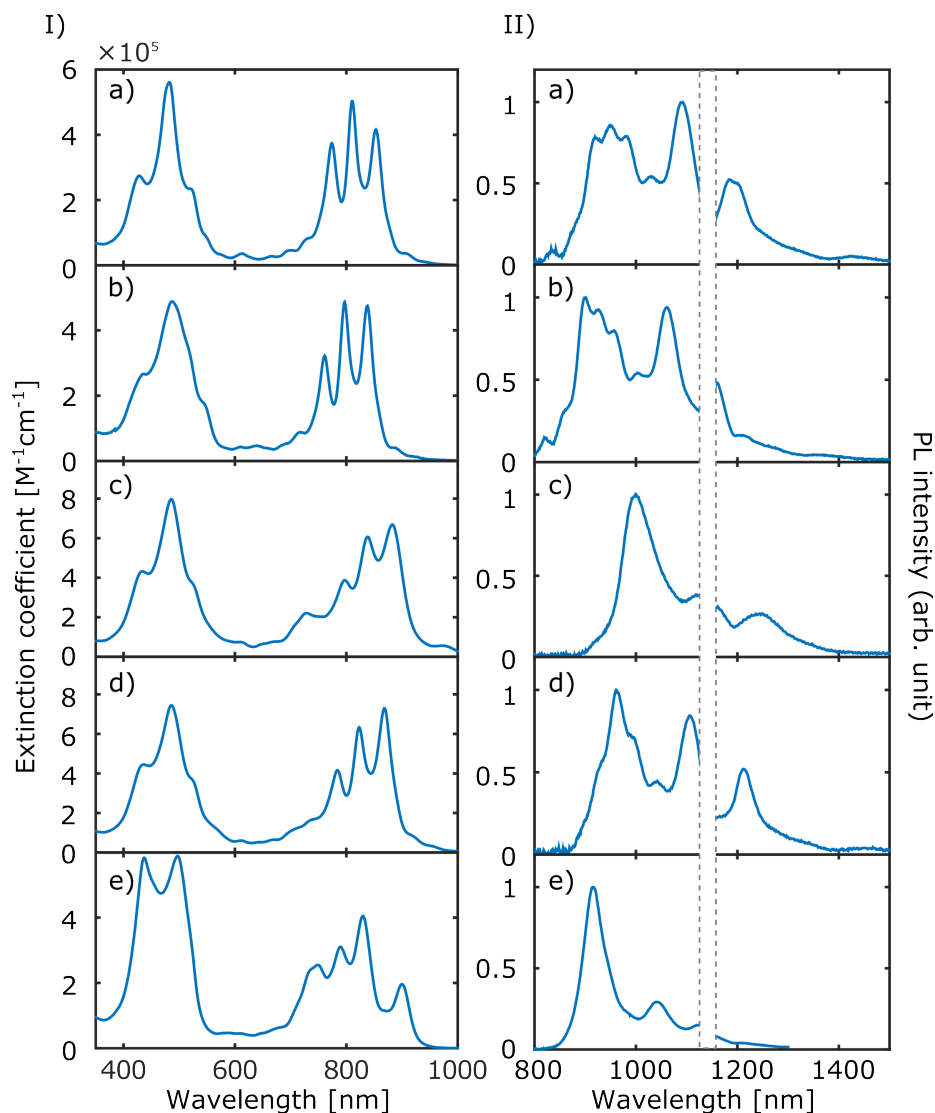 I)
II)
×10⁵
6
4
2
0
a)
1
0.5
0
a)
4
2
0
b)
1
0.5
0
b)
8
6
4
2
0
c)
1
0.5
0
c)
8
6
4
2
0
d)
1
0.5
0
d)
4
2
0
e)
1
0.5
0
e)
400 600 800 1000
800 1000 1200 1400
Wavelength [nm]
Wavelength [nm]
Extinction coefficient [M⁻¹cm⁻¹]
PL intensity (arb. unit)